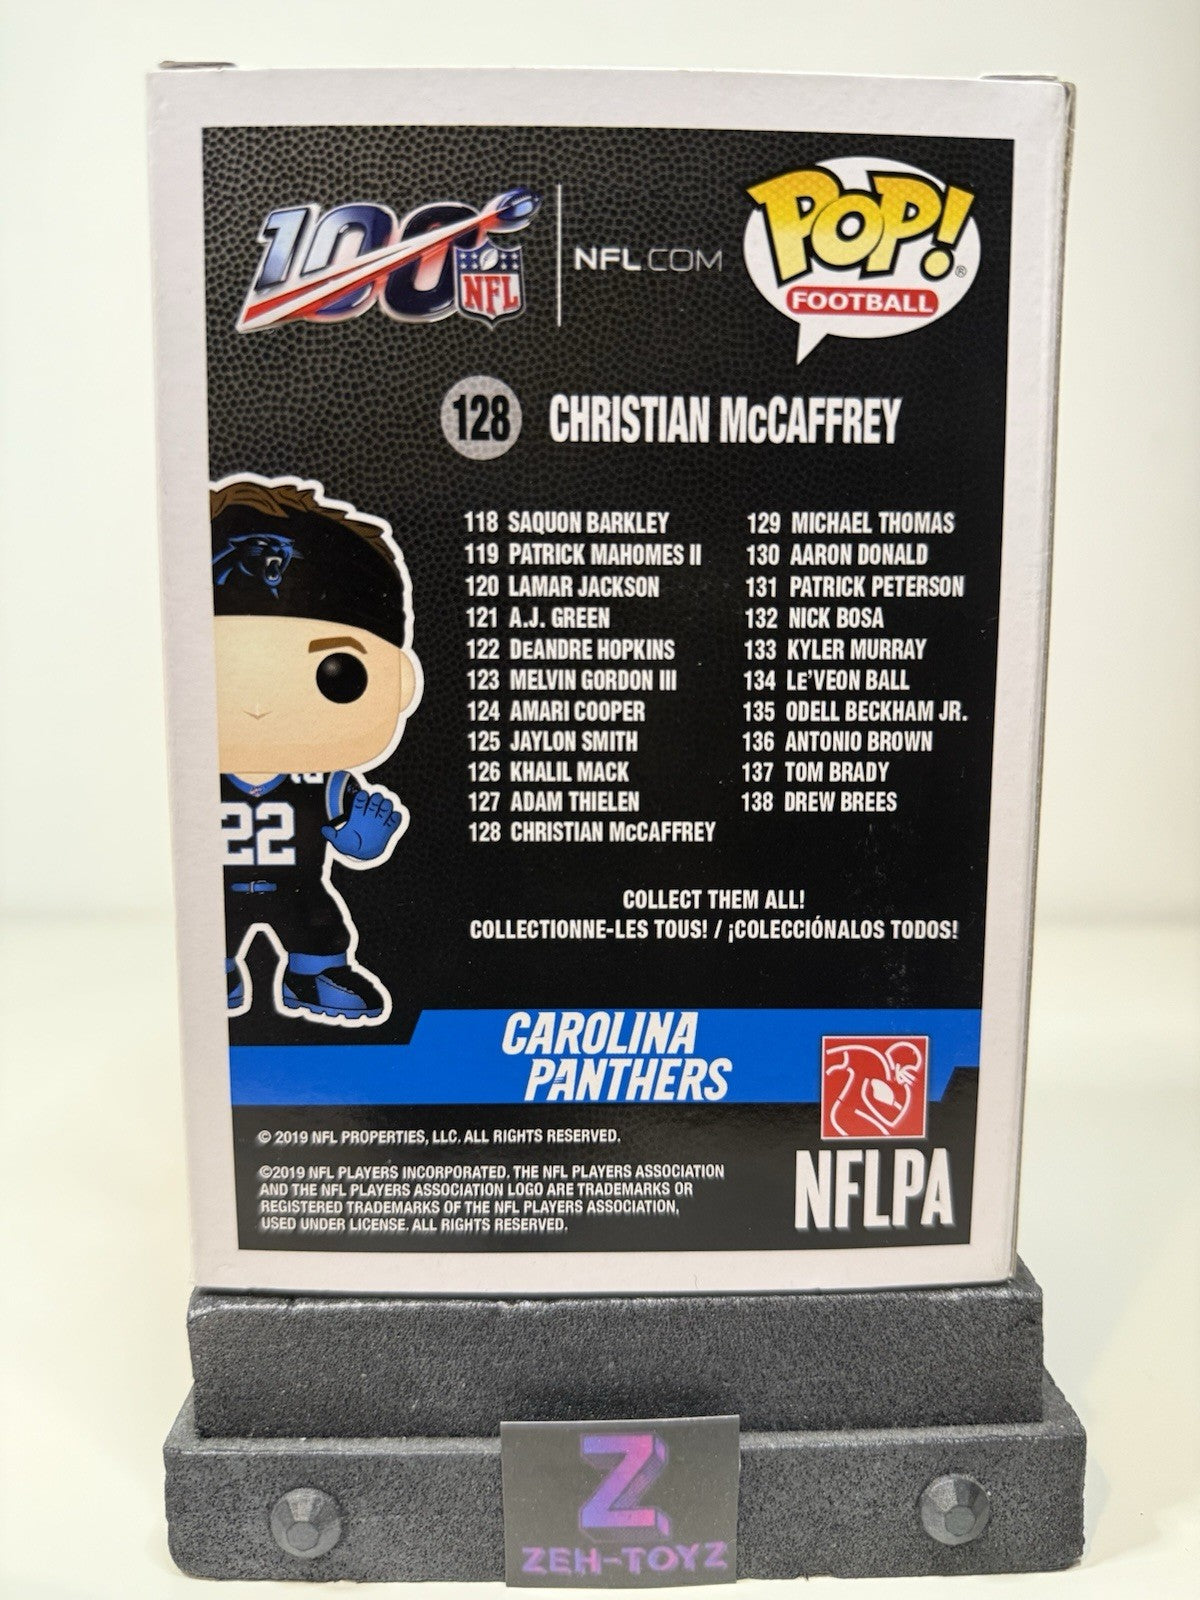 100
NFL
NFL.COM
POP!®
FOOTBALL
128 CHRISTIAN McCAFFREY
118 SAQUON BARKLEY
119 PATRICK MAHOMES II
120 LAMAR JACKSON
121 A.J. GREEN
122 DeANDRE HOPKINS
123 MELVIN GORDON III
124 AMARI COOPER
125 JAYLON SMITH
126 KHALIL MACK
127 ADAM THIELEN
128 CHRISTIAN McCAFFREY
129 MICHAEL THOMAS
130 AARON DONALD
131 PATRICK PETERSON
132 NICK BOSA
133 KYLER MURRAY
134 Le'VEON BALL
135 ODELL BECKHAM JR.
136 ANTONIO BROWN
137 TOM BRADY
138 DREW BREES
22
COLLECT THEM ALL!
COLLECTIONNE-LES TOUS! / ¡COLECCIÓNALOS TODOS!
CAROLINA
PANTHERS
© 2019 NFL PROPERTIES, LLC. ALL RIGHTS RESERVED.
©2019 NFL PLAYERS INCORPORATED. THE NFL PLAYERS ASSOCIATION
AND THE NFL PLAYERS ASSOCIATION LOGO ARE TRADEMARKS OR
REGISTERED TRADEMARKS OF THE NFL PLAYERS ASSOCIATION,
USED UNDER LICENSE. ALL RIGHTS RESERVED.
NFLPA
Z
ZEH-TOYZ